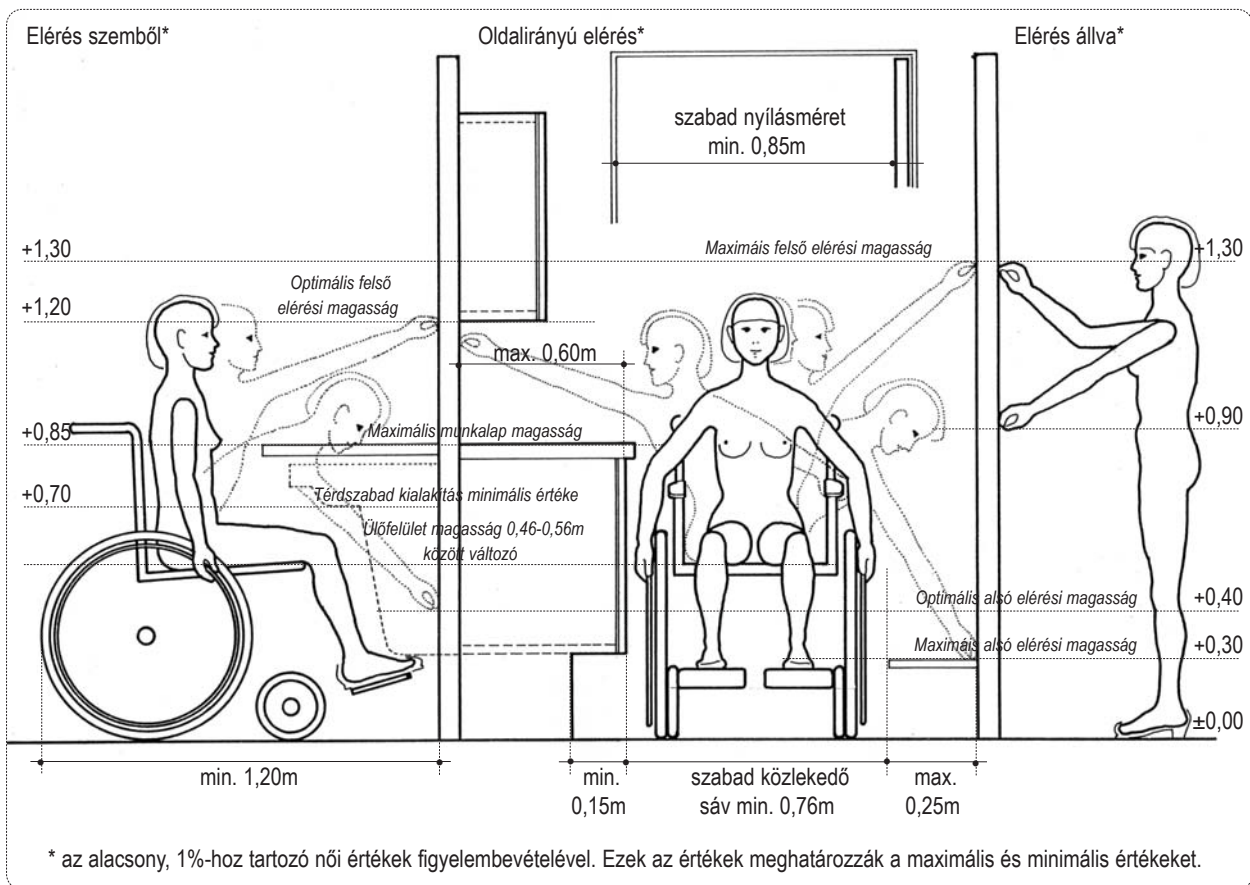 Elérés szemből*
Oldalirányú elérés*
Elérés állva*
szabad nyílásméret
min. 0,85m
+1,30
Maximáis felső elérési magasság
+1,30
Optimális felső
elérési magasság
+1,20
max. 0,60m
+0,85
Maximális munkalap magasság
+0,90
+0,70
Térdszabad kialakítás minimális értéke
Ülőfelület magasság 0,46-0,56m
között változó
Optimális alsó elérési magasság
+0,40
Maximáis alsó elérési magasság
+0,30
±0,00
min. 1,20m
min.
0,15m
szabad közlekedő
sáv min. 0,76m
max.
0,25m
* az alacsony, 1%-hoz tartozó női értékek figyelembevételével. Ezek az értékek meghatározzák a maximális és minimális értékeket.